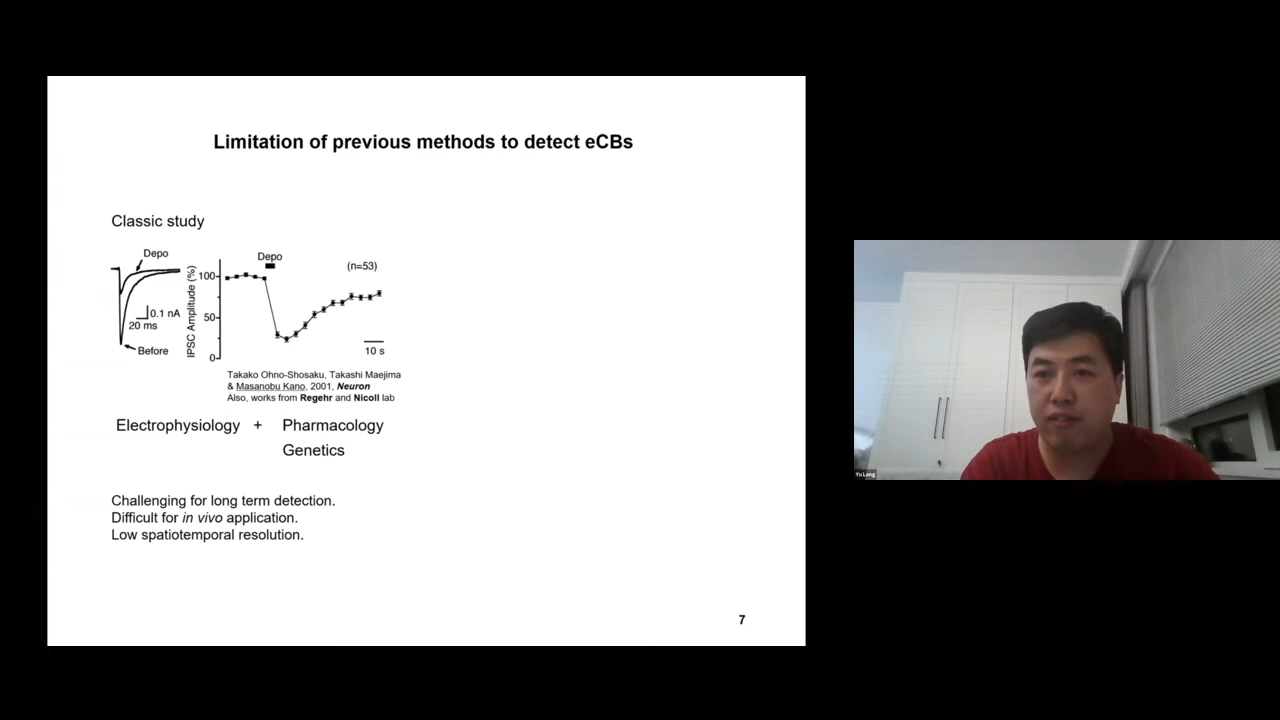 Limitation of previous methods to detect eCBs
Classic study
Depo
0.1 nA
20 ms
Before
IPSC Amplitude (%)
100
50
0
Depo
(n=53)
10 s
Takako Ohno-Shosaku, Takashi Maejima
& Masanobu Kano, 2001, Neuron
Also, works from Regehr and Nicoll lab
Electrophysiology + Pharmacology
Genetics
Challenging for long term detection.
Difficult for in vivo application.
Low spatiotemporal resolution.
7
Yu Long